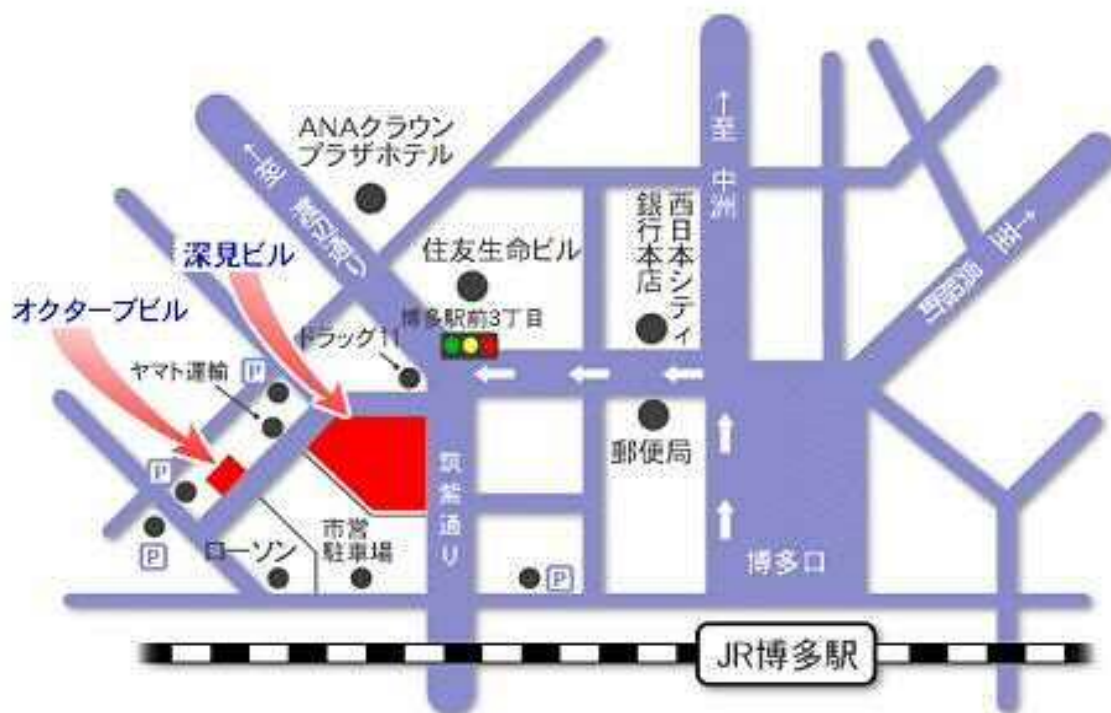 ANAクラウン
プラザホテル
←至
渡辺通り
←至 中洲
深見ビル
住友生命ビル
西日本シティ
銀行本店
オクターブビル
博多駅前3丁目
ドラッグ11
ヤマト運輸
P
P
P
郵便局
筑紫通り
市営
駐車場
ローソン
P
博多口
JR博多駅